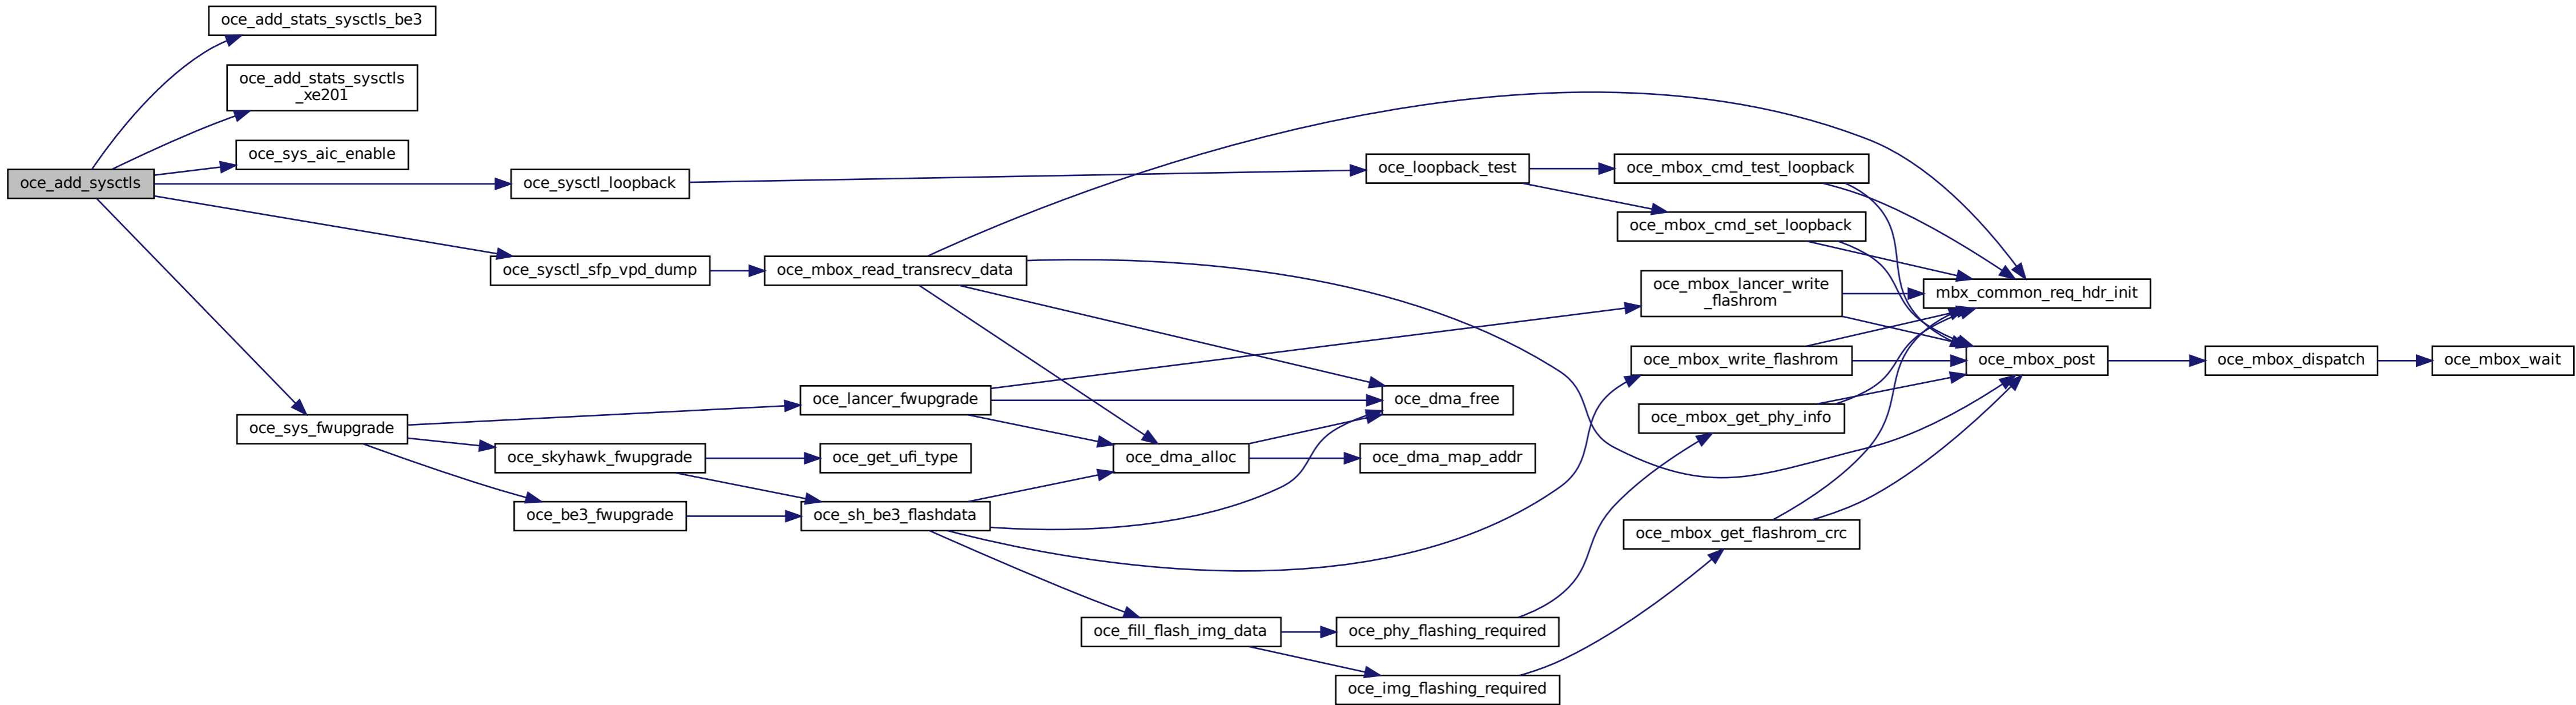 oce_add_sysctls
oce_add_stats_sysctls_be3
oce_add_stats_sysctls
_xe201
oce_sys_aic_enable
oce_sysctl_loopback
oce_sysctl_sfp_vpd_dump
oce_sys_fwupgrade
oce_mbox_read_transrecv_data
oce_lancer_fwupgrade
oce_skyhawk_fwupgrade
oce_be3_fwupgrade
oce_get_ufi_type
oce_sh_be3_flashdata
oce_dma_alloc
oce_fill_flash_img_data
oce_loopback_test
oce_dma_free
oce_dma_map_addr
oce_phy_flashing_required
oce_img_flashing_required
oce_mbox_cmd_test_loopback
oce_mbox_cmd_set_loopback
oce_mbox_lancer_write
_flashrom
oce_mbox_write_flashrom
oce_mbox_get_phy_info
oce_mbox_get_flashrom_crc
mbx_common_req_hdr_init
oce_mbox_post
oce_mbox_dispatch
oce_mbox_wait